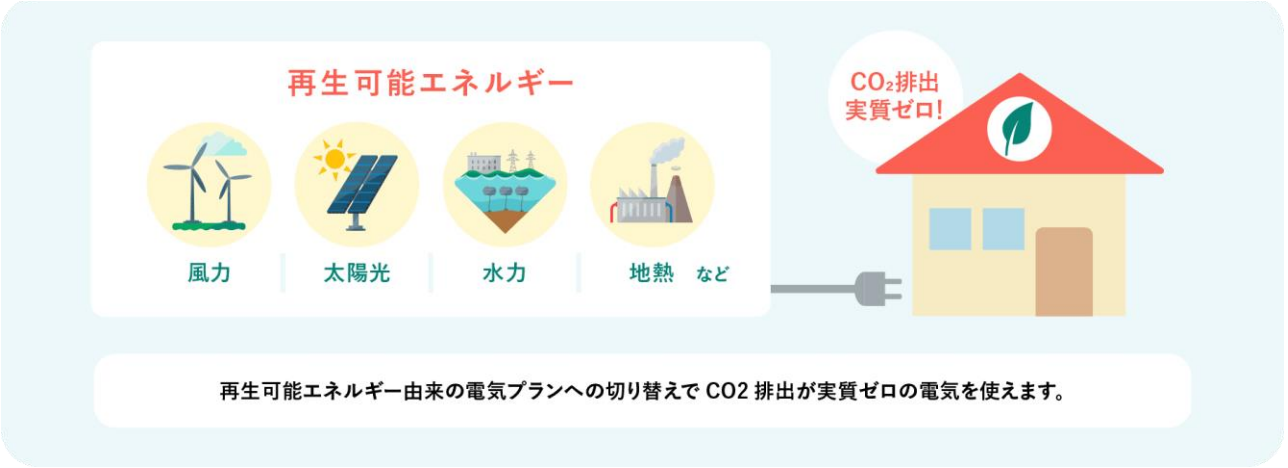 再生可能エネルギー
風力
太陽光
水力
地熱 など
CO₂排出
実質ゼロ!
再生可能エネルギー由来の電気プランへの切り替えで CO2 排出が実質ゼロの電気を使えます。